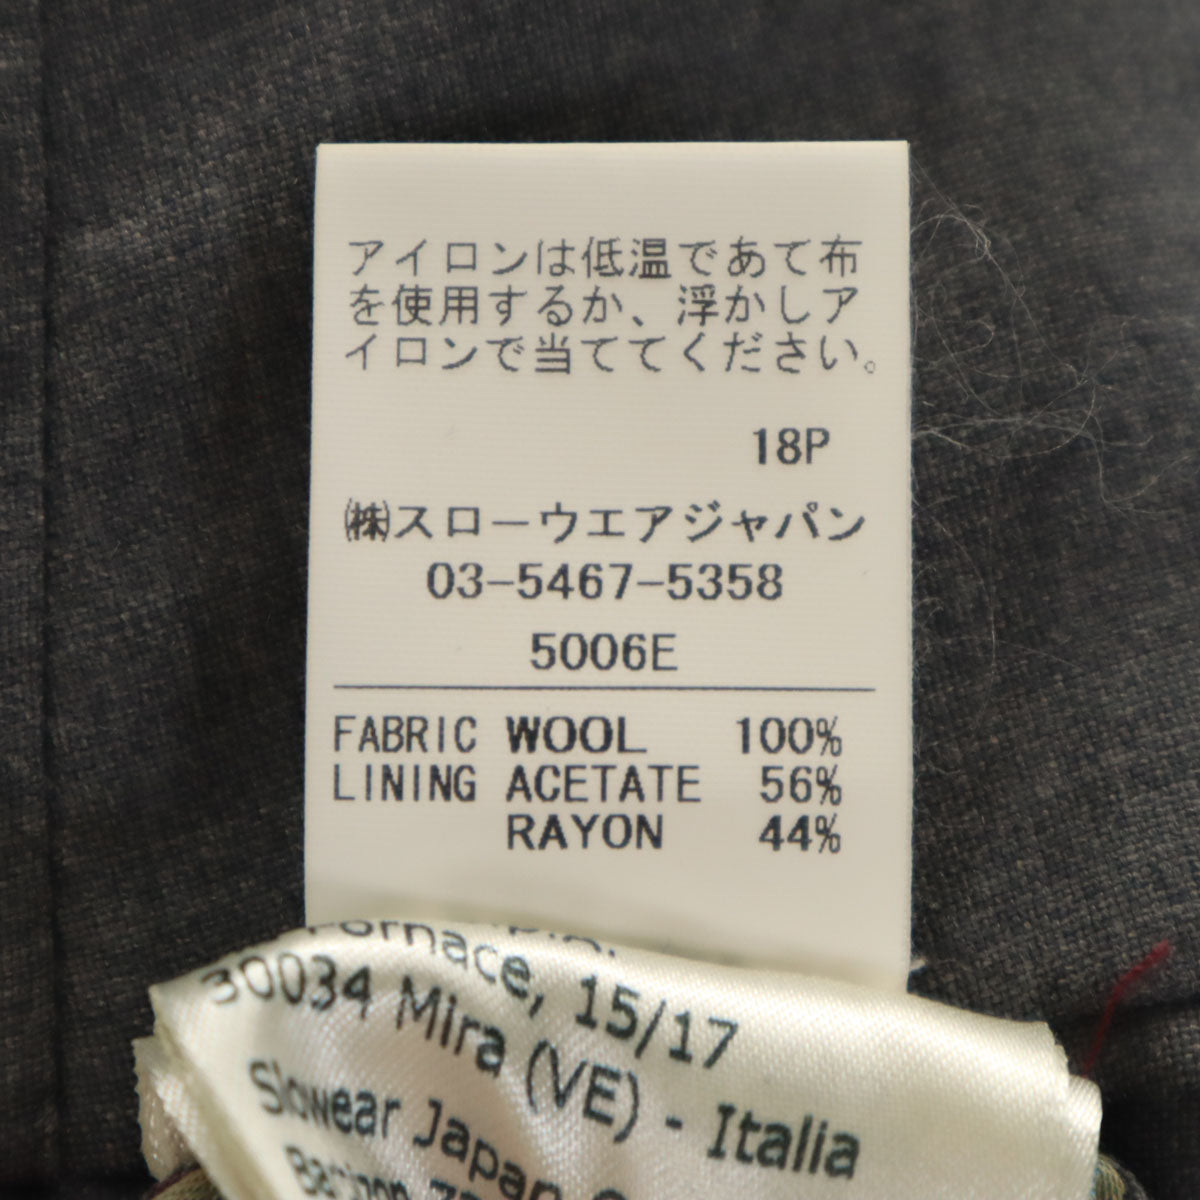 アイロンは低温であて布
を使用するか、浮かしア
イロンで当ててください。
18P
㈱スローウエアジャパン
03-5467-5358
5006E
FABRIC WOOL 100%
LINING ACETATE 56%
RAYON 44%
Fornace, 15/17
30034 Mira (VE) - Italia
Slowear Japan